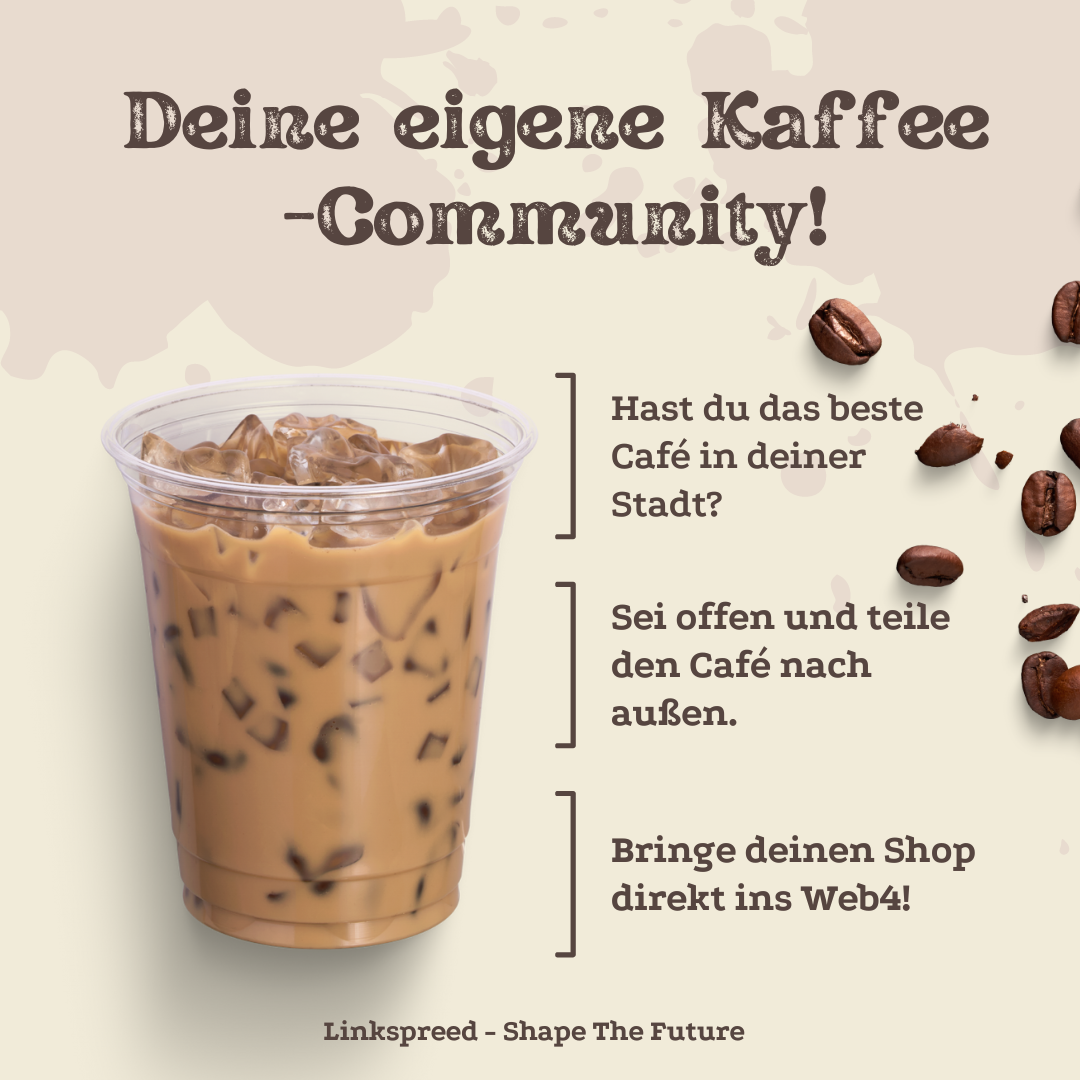 Deine eigene Kaffee
-Community!
Hast du das beste
Café in deiner
Stadt?
Sei offen und teile
den Café nach
außen.
Bringe deinen Shop
direkt ins Web4!
Linkspreed - Shape The Future